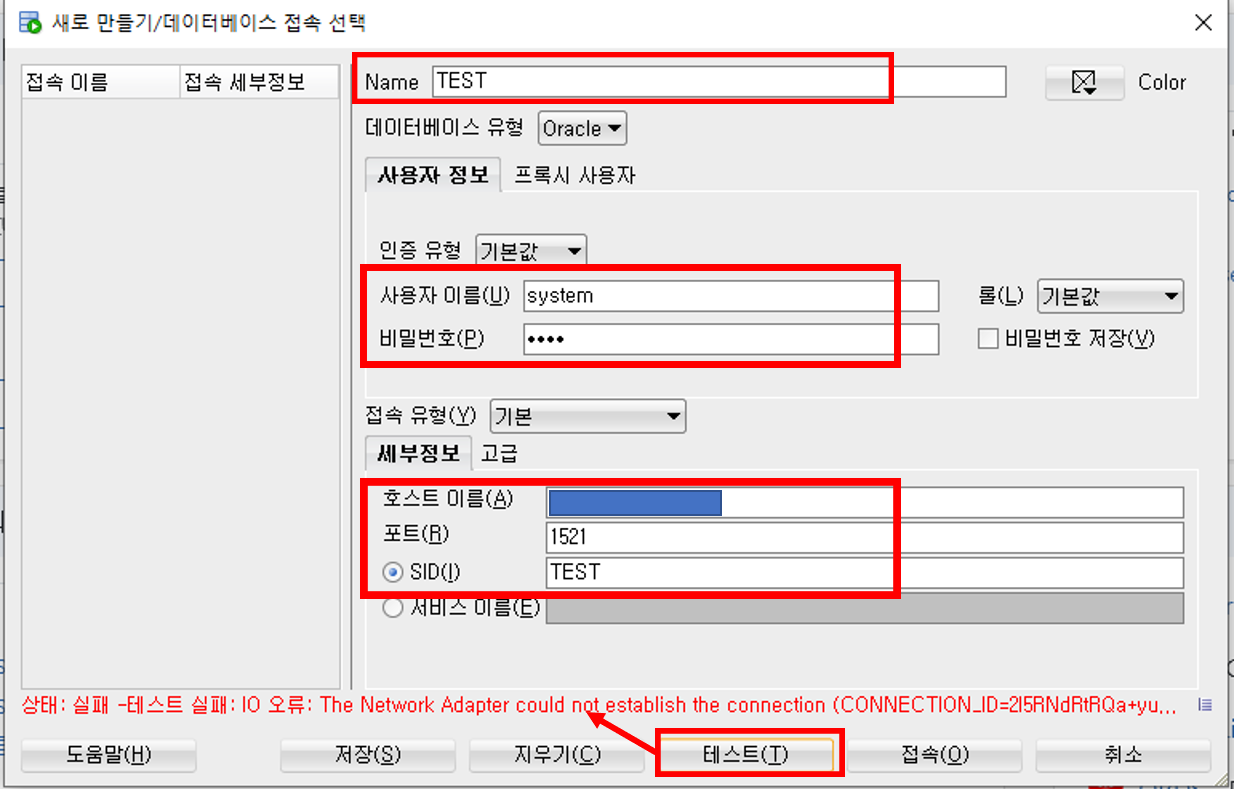 새로 만들기/데이터베이스 접속 선택
접속 이름 접속 세부정보
Name TEST Color
데이터베이스 유형 Oracle
사용자 정보 프록시 사용자
인증 유형 기본값
사용자 이름(U) system 롤(L) 기본값
비밀번호(P) •••• 비밀번호 저장(V)
접속 유형(Y) 기본
세부정보 고급
호스트 이름(A)
포트(R) 1521
SID(I) TEST
서비스 이름(E)
상태: 실패 -테스트 실패: IO 오류: The Network Adapter could not establish the connection (CONNECTION_ID=2I5RNdRtRQa+yu...
도움말(H) 저장(S) 지우기(C) 테스트(T) 접속(O) 취소